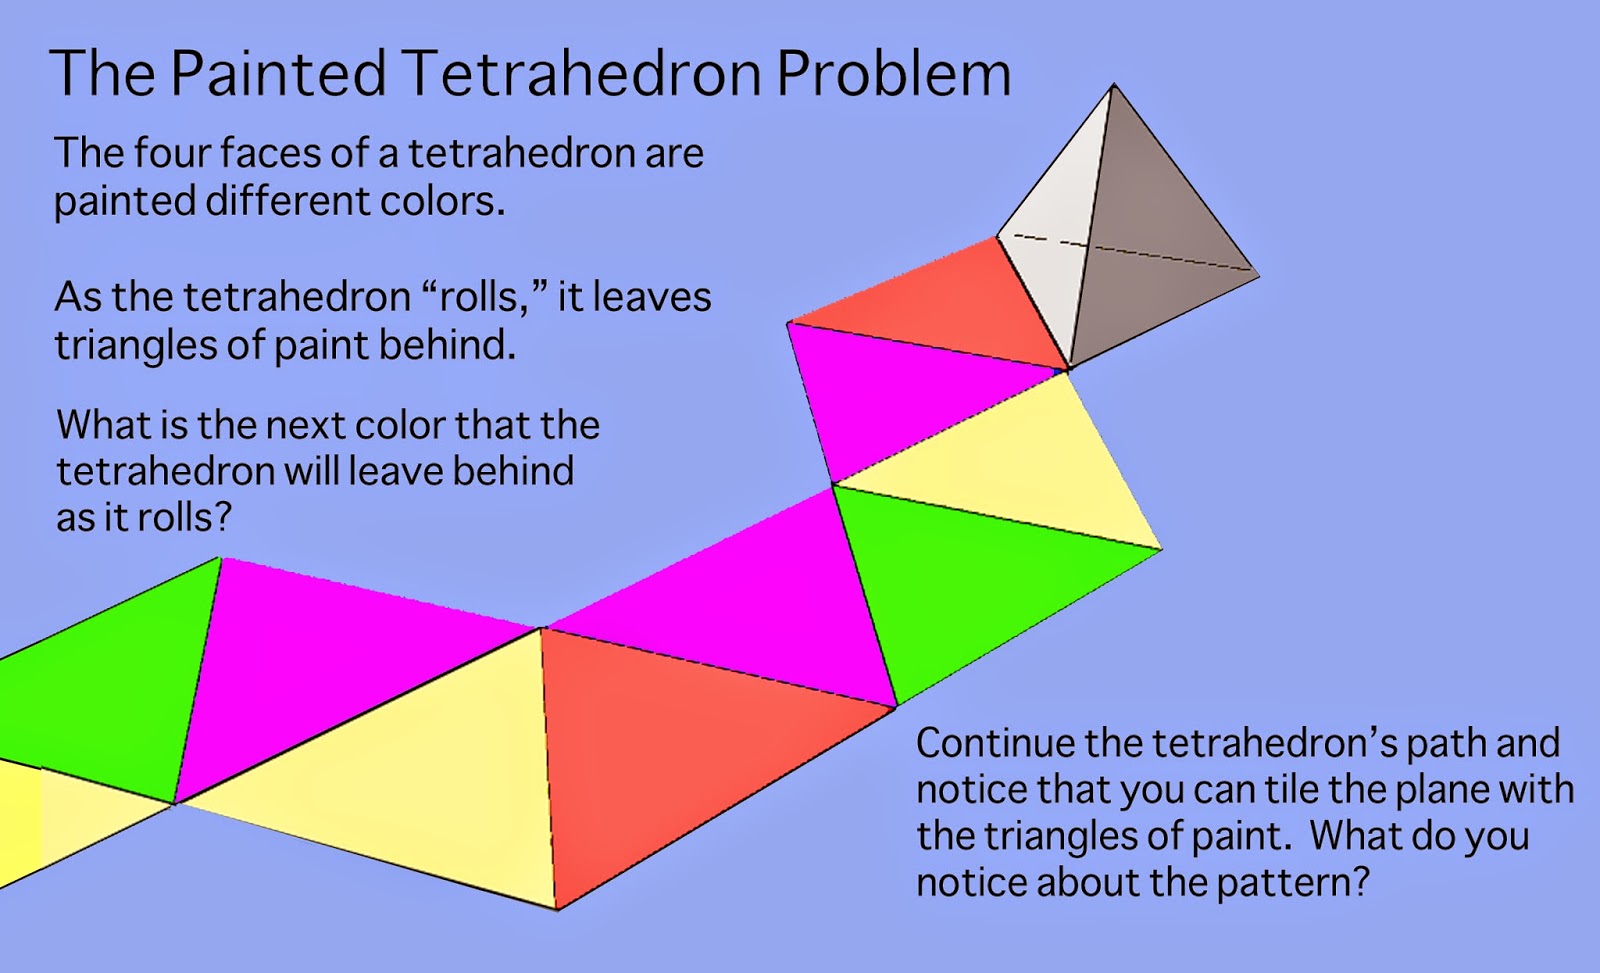 The Painted Tetrahedron Problem
The four faces of a tetrahedron are
painted different colors.
As the tetrahedron “rolls,” it leaves
triangles of paint behind.
What is the next color that the
tetrahedron will leave behind
as it rolls?
Continue the tetrahedron’s path and
notice that you can tile the plane with
the triangles of paint.  What do you
notice about the pattern?